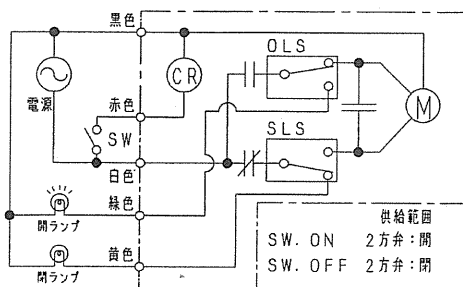 黒色
OLS
CR
電源
赤色
SW
M
SLS
白色
緑色
開ランプ
供給範囲
黄色
SW. ON 2方弁:開
閉ランプ
SW. OFF 2方弁:閉